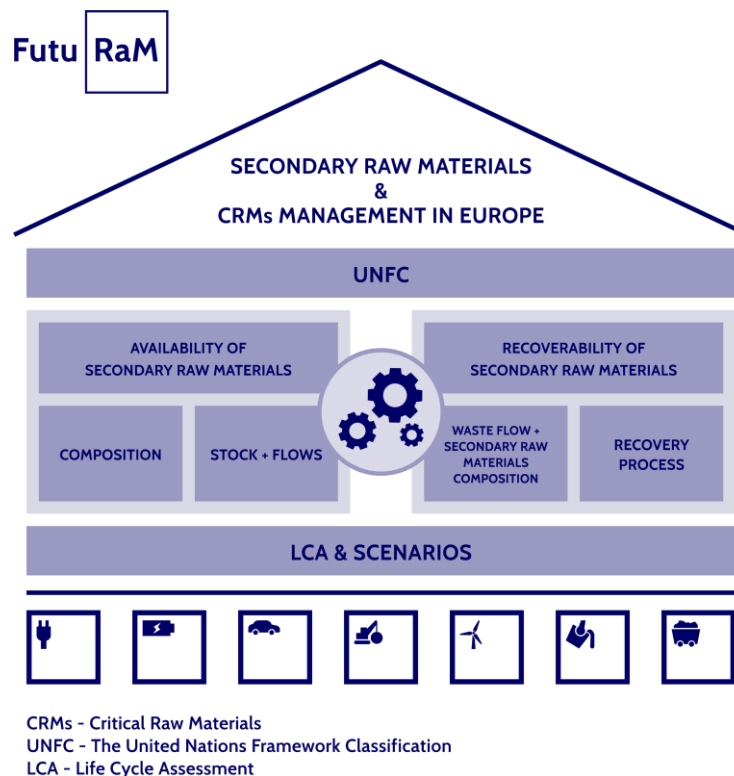 Futu RaM
SECONDARY RAW MATERIALS
&
CRMs MANAGEMENT IN EUROPE
UNFC
AVAILABILITY OF
SECONDARY RAW MATERIALS
COMPOSITION
STOCK + FLOWS
RECOVERABILITY OF
SECONDARY RAW MATERIALS
WASTE FLOW +
SECONDARY RAW
MATERIALS
COMPOSITION
RECOVERY
PROCESS
LCA & SCENARIOS
CRMs - Critical Raw Materials
UNFC - The United Nations Framework Classification
LCA - Life Cycle Assessment